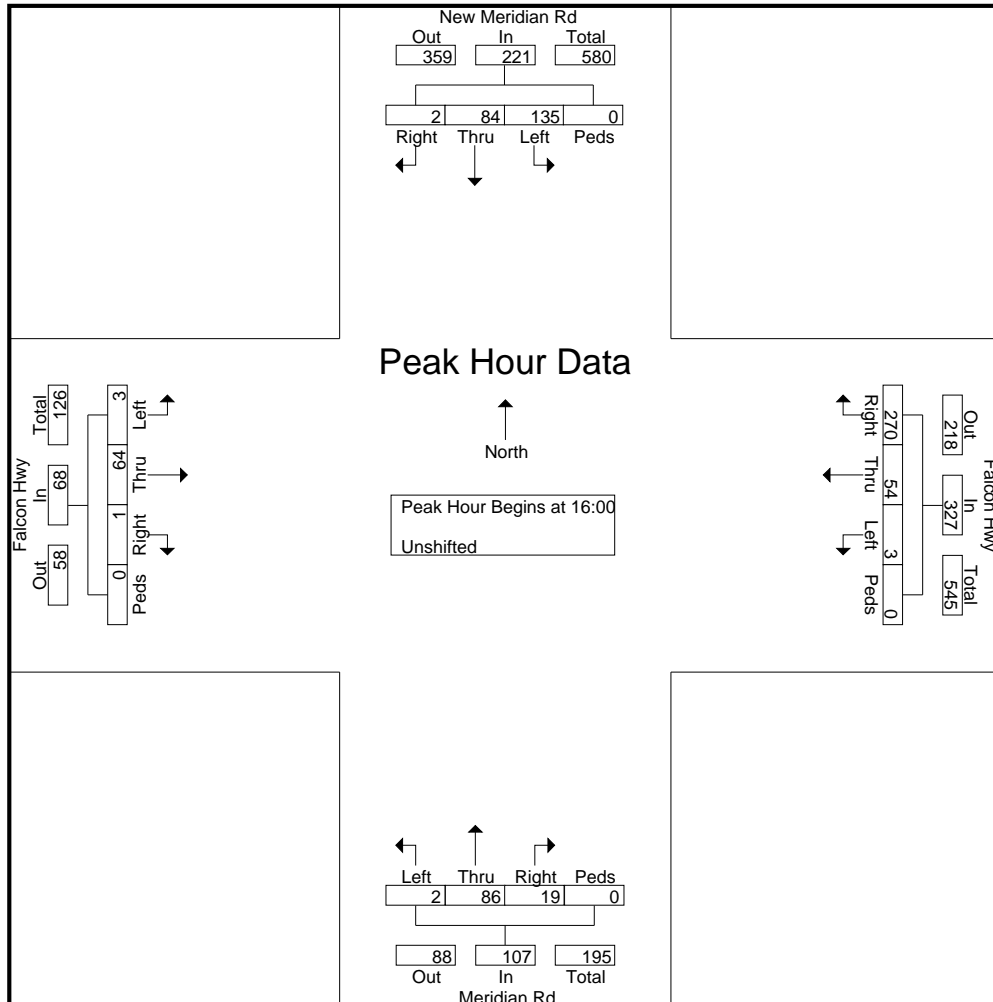 New Meridian Rd
Out In Total
359 221 580
2 84 135 0
Right Thru Left Peds
Peak Hour Data
North
Peak Hour Begins at 16:00
Unshifted
Falcon Hwy
Total In Out
126 68 58
3 64 1 0
Left Thru Right Peds
Right Thru Left Peds
270 54 3 0
Out In Total
218 327 545
Falcon Hwy
Left Thru Right Peds
2 86 19 0
88 107 195
Out In Total
Meridian Rd